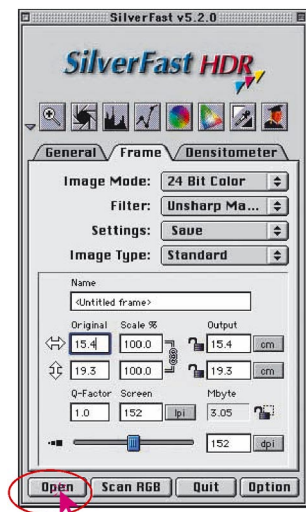 SilverFast v5.2.0
SilverFast HDR
General Frame Densitometer
Image Mode: 24 Bit Color
Filter: Unsharp Ma...
Settings: Save
Image Type: Standard
Name
<Untitled frame>
Original Scale % Output
15.4 100.0 15.4 cm
19.3 100.0 19.3 cm
Q-Factor Screen Mbyte
1.0 152 lpi 3.05
152 dpi
Open Scan RGB Quit Option